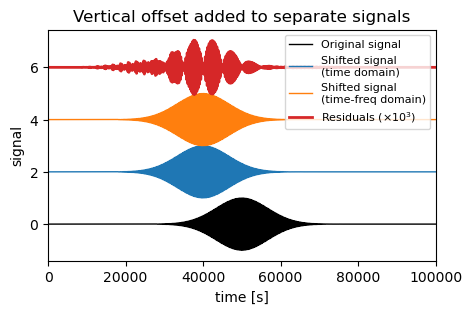 Vertical offset added to separate signals
Original signal
Shifted signal
(time domain)
Shifted signal
(time-freq domain)
Residuals (×10³)
signal
6
4
2
0
0 20000 40000 60000 80000 100000
time [s]